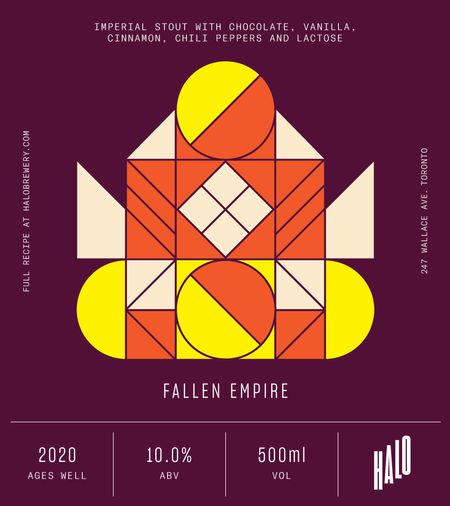 IMPERIAL STOUT WITH CHOCOLATE, VANILLA,
CINNAMON, CHILI PEPPERS AND LACTOSE
FULL RECIPE AT HALOBREWERY.COM
247 WALLACE AVE. TORONTO
FALLEN EMPIRE
2020
AGES WELL
10.0%
ABV
500ml
VOL
HALO